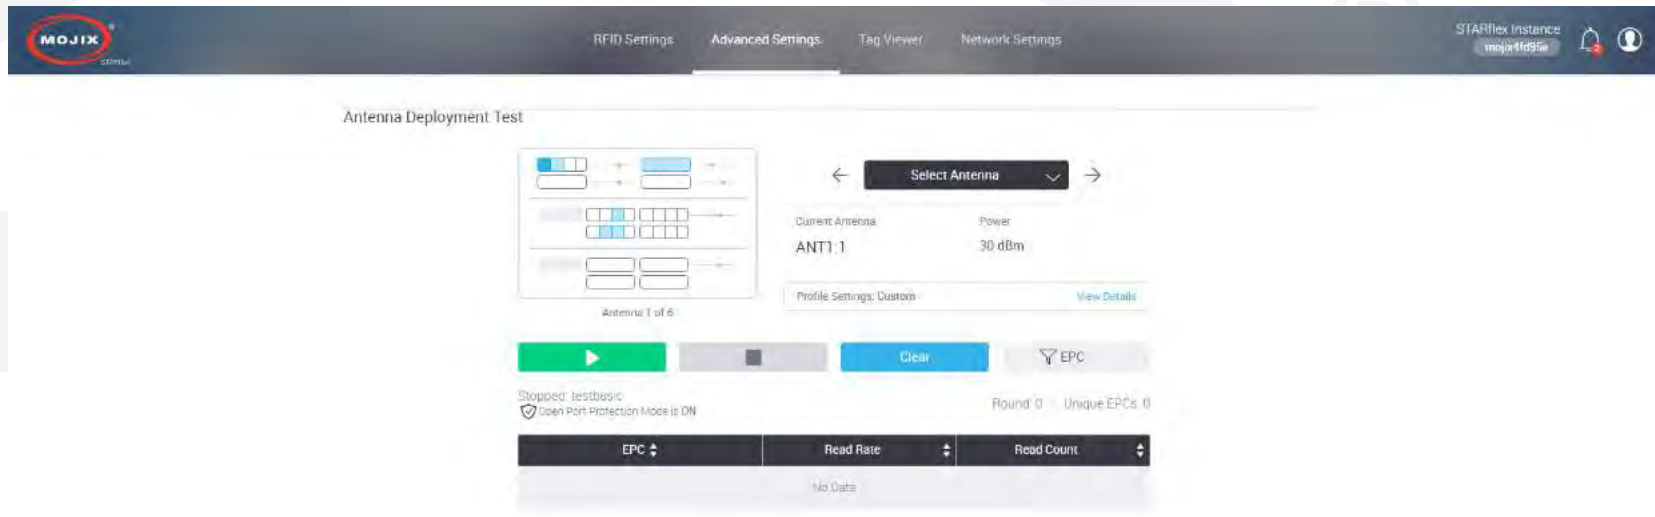 MOJIX
RFID Settings
Advanced Settings
Tag Viewer
Network Settings
STARflex Instance
mojix4fd95e
2
Antenna Deployment Test
Select Antenna
Current Antenna
Power
ANT1:1
30 dBm
Profile Settings: Custom
View Details
Antenna 1 of 6
Clear
EPC
Stopped: testbasic
Open Port Protection Mode is ON
Round: 0
Unique EPCs: 0
EPC
Read Rate
Read Count
No Data